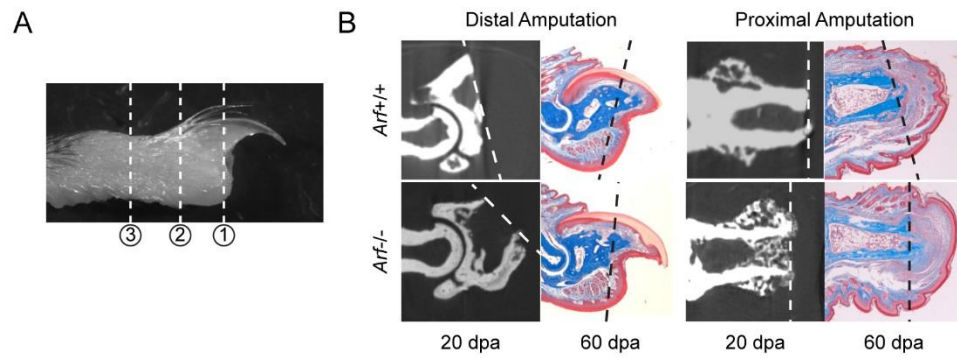 A
③ ② ①
B
Distal Amputation
Proximal Amputation
Arf+/+
Arf-/-
20 dpa
60 dpa
20 dpa
60 dpa